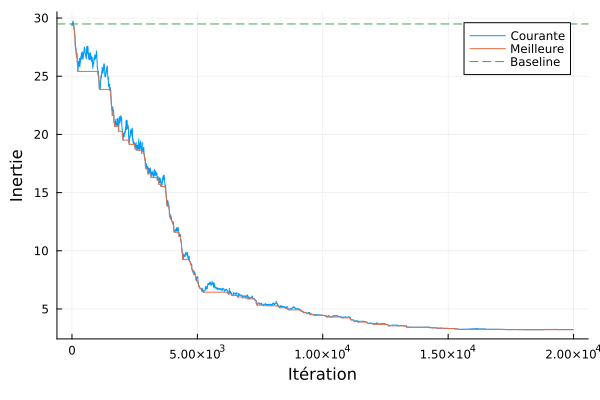 30
25
20
15
10
5
Inertie
Courante
Meilleure
Baseline
0
5.00×10³
1.00×10⁴
1.50×10⁴
2.00×10⁴
Itération